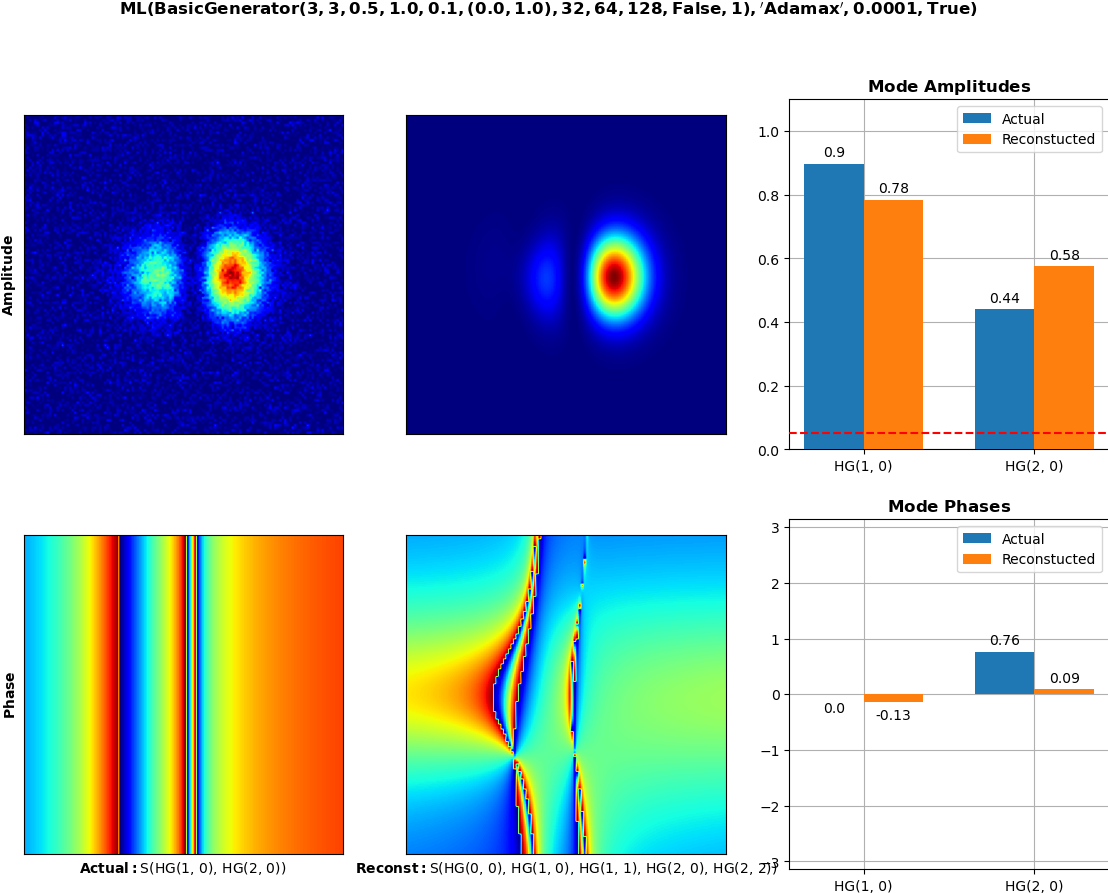 ML(BasicGenerator(3, 3, 0.5, 1.0, 0.1, (0.0, 1.0), 32, 64, 128, False, 1), ′Adamax′, 0.0001, True)
Mode Amplitudes
Amplitude
1.0
0.8
0.6
0.4
0.2
0.0
Actual
Reconstucted
0.9
0.78
0.44
0.58
HG(1, 0)
HG(2, 0)
Mode Phases
Phase
3
2
1
0
−1
−2
−3
Actual
Reconstucted
0.0
-0.13
0.76
0.09
HG(1, 0)
HG(2, 0)
Actual: S(HG(1, 0), HG(2, 0))
Reconst: S(HG(0, 0), HG(1, 0), HG(1, 1), HG(2, 0), HG(2, 2))